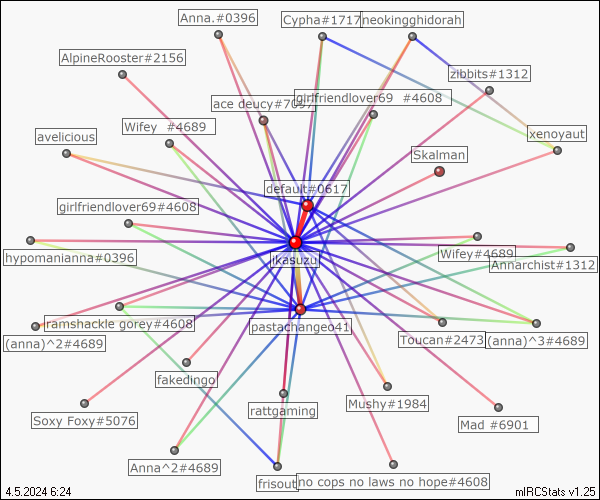 Anna.#0396
Cypha#1717
neokingghidorah
AlpineRooster#2156
zibbits#1312
ace deucy#7097
girlfriendlover69 #4608
Wifey #4689
avelicious
xenoyaut
Skalman
default#0617
girlfriendlover69#4608
hypomanianna#0396
ikasuzu
Wifey#4689
Annarchist#1312
ramshackle gorey#4608
pastachangeo41
(anna)^2#4689
Toucan#2473
(anna)^3#4689
fakedingo
rattgaming
Mushy#1984
Soxy Foxy#5076
Mad #6901
Anna^2#4689
frisout
no cops no laws no hope#4608
4.5.2024 6:24
mIRCStats v1.25